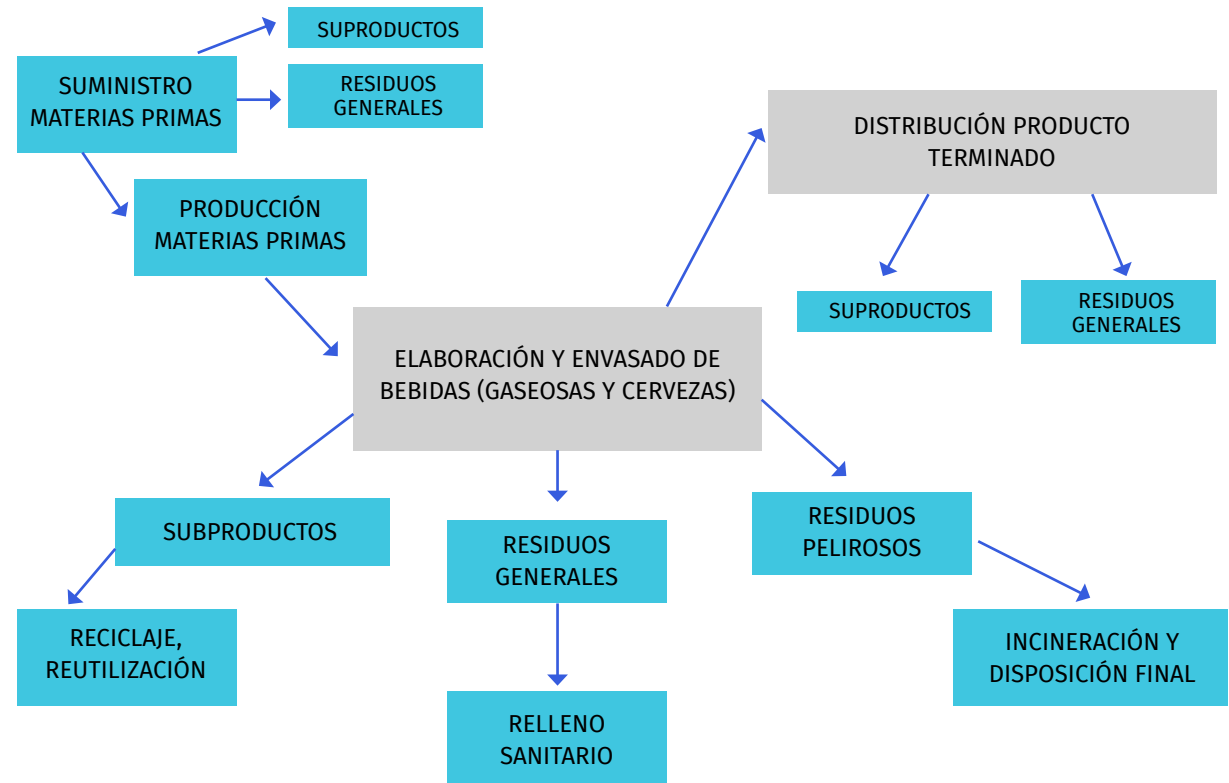 SUPRODUCTOS
SUMINISTRO
MATERIAS PRIMAS
RESIDUOS
GENERALES
DISTRIBUCIÓN PRODUCTO
TERMINADO
PRODUCCIÓN
MATERIAS PRIMAS
SUPRODUCTOS
RESIDUOS
GENERALES
ELABORACIÓN Y ENVASADO DE
BEBIDAS (GASEOSAS Y CERVEZAS)
SUBPRODUCTOS
RESIDUOS
GENERALES
RESIDUOS
PELIROSOS
RECICLAJE,
REUTILIZACIÓN
INCINERACIÓN Y
DISPOSICIÓN FINAL
RELLENO
SANITARIO